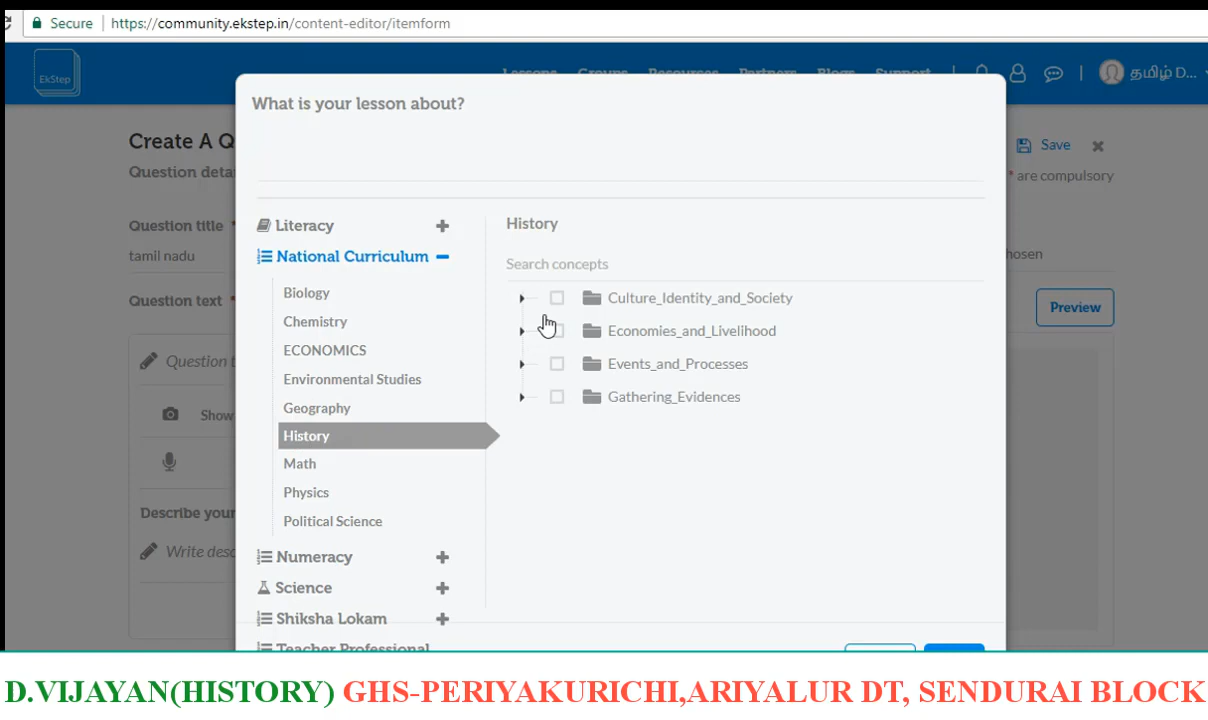 Secure | https://community.ekstep.in/content-editor/itemform
EkStep
Lessons Groups Resources Partners Blogs Support | | தமிழ் D...
What is your lesson about?
Create A Q
Question deta
Save
* are compulsory
Question title *
tamil nadu
hosen
Question text *
Preview
Question t
Show
Describe your
Write desc
Literacy
National Curriculum
Biology
Chemistry
ECONOMICS
Environmental Studies
Geography
History
Math
Physics
Political Science
Numeracy
Science
Shiksha Lokam
Teacher Professional
History
Search concepts
Culture_Identity_and_Society
Economies_and_Livelihood
Events_and_Processes
Gathering_Evidences
D.VIJAYAN(HISTORY) GHS-PERIYAKURICHI,ARIYALUR DT, SENDURAI BLOCK